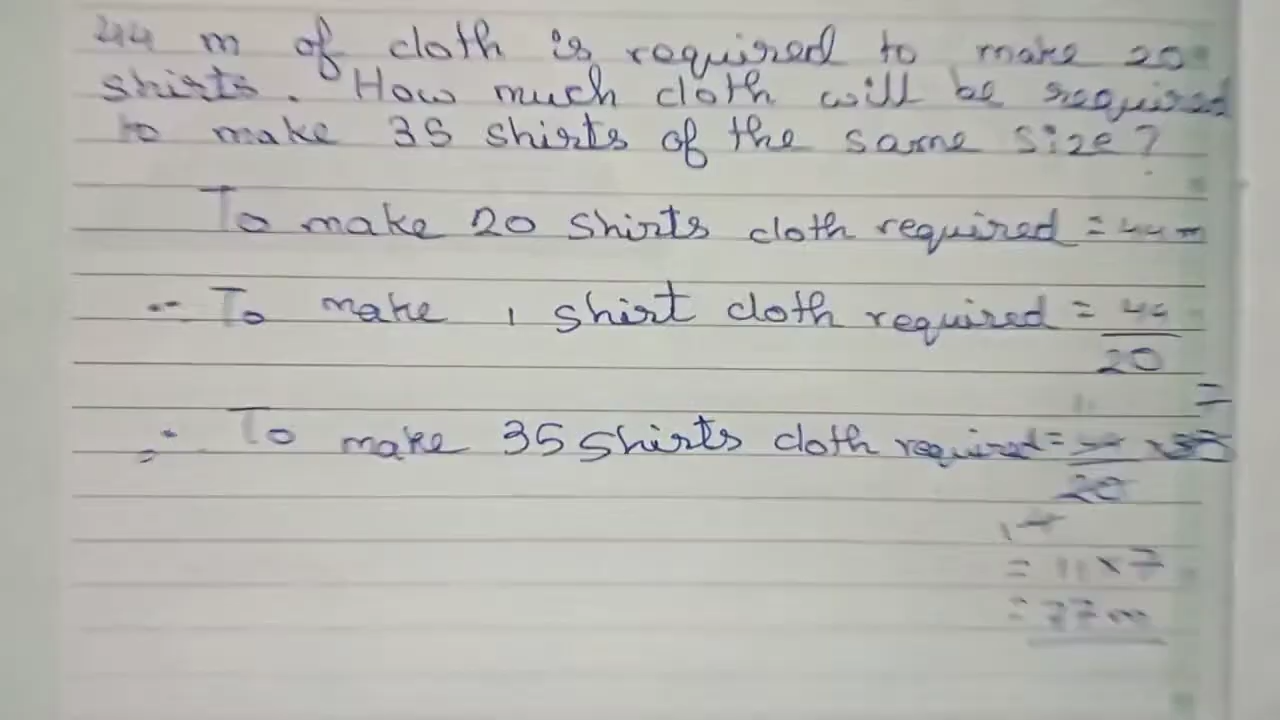 44 m of cloth is required to make 20
shirts. How much cloth will be required
to make 35 shirts of the same size?
To make 20 shirts cloth required = 44 m
∴ To make 1 shirt cloth required = 44
20
∴ To make 35 shirts cloth required = 44 × 35
20
= 11 × 7
= 77 m